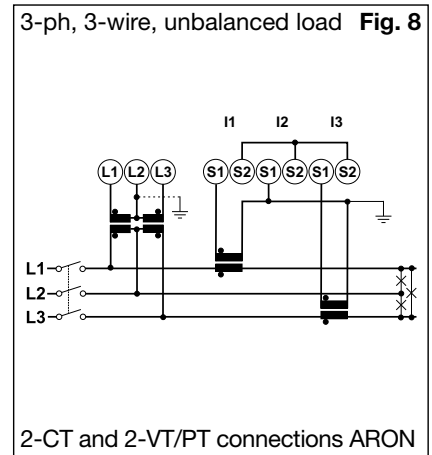 3-ph, 3-wire, unbalanced load Fig. 8
I1 I2 I3
L1 L2 L3 S1 S2 S1 S2 S1 S2
L1
L2
L3
2-CT and 2-VT/PT connections ARON